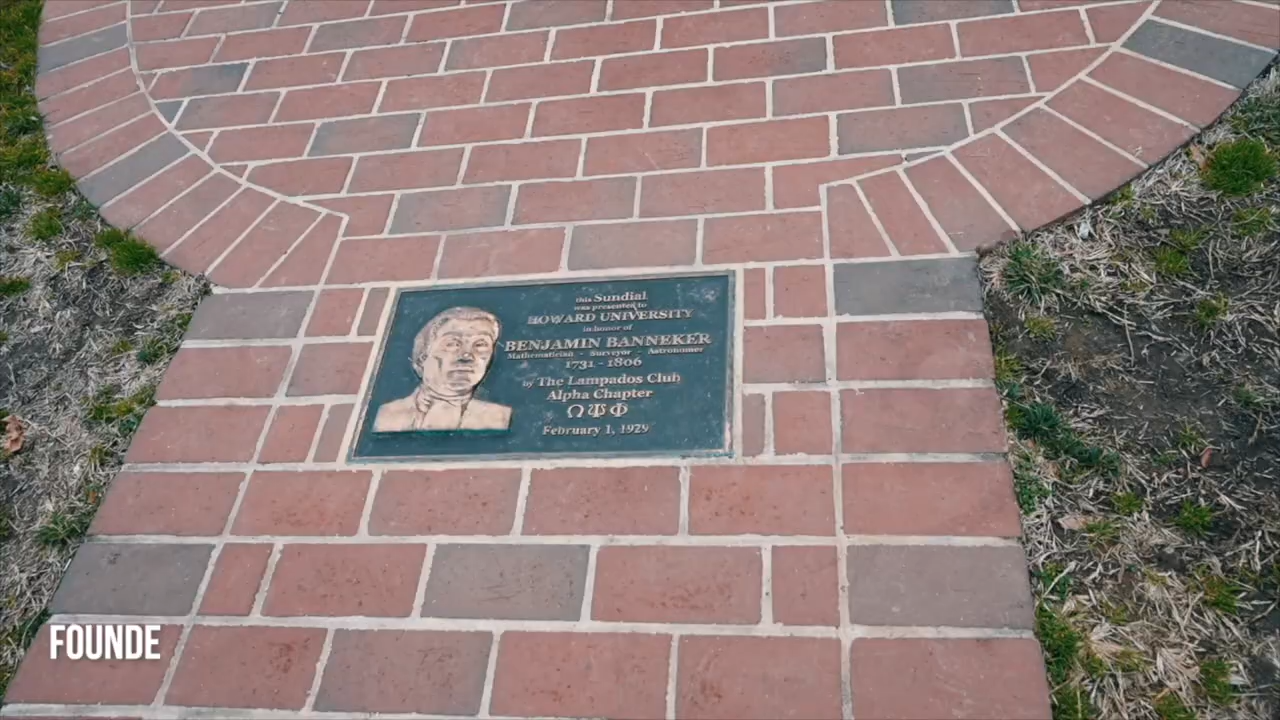 this Sundial
was presented to
HOWARD UNIVERSITY
in honor of
BENJAMIN BANNEKER
Mathematician - Surveyor - Astronomer
1731 - 1806
by The Lampados Club
Alpha Chapter
ΩΨΦ
February 1, 1929
FOUNDE